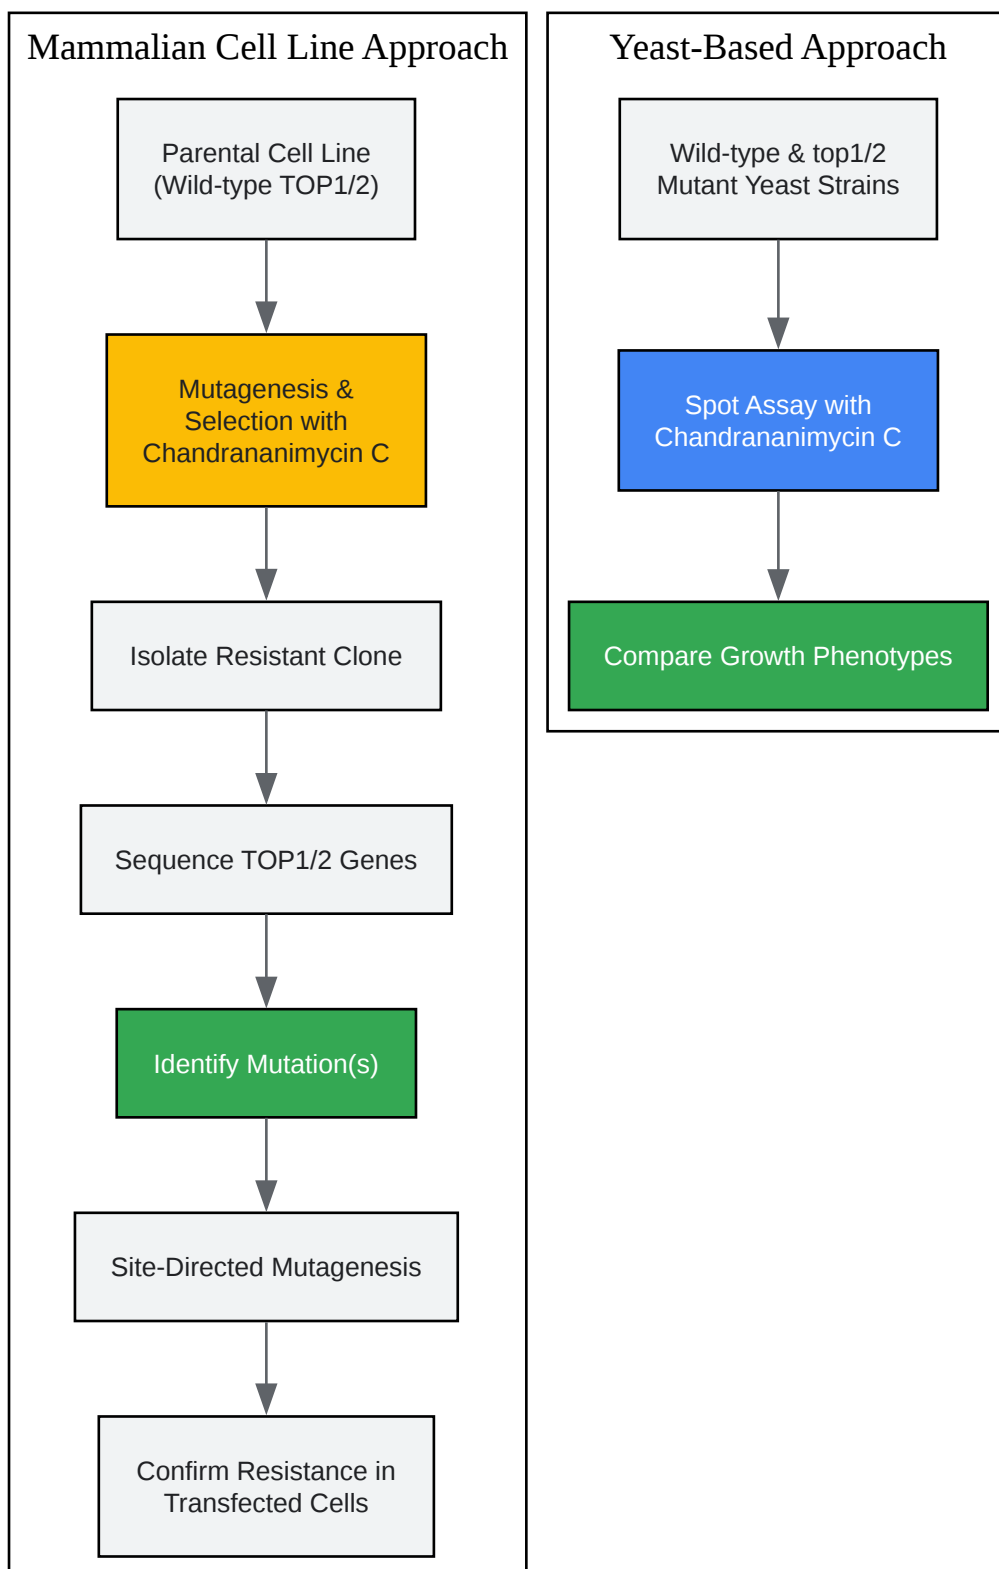 Mammalian Cell Line Approach
Parental Cell Line
(Wild-type TOP1/2)
Mutagenesis &
Selection with
Chandrananimycin C
Isolate Resistant Clone
Sequence TOP1/2 Genes
Identify Mutation(s)
Site-Directed Mutagenesis
Confirm Resistance in
Transfected Cells
Yeast-Based Approach
Wild-type & top1/2
Mutant Yeast Strains
Spot Assay with
Chandrananimycin C
Compare Growth Phenotypes